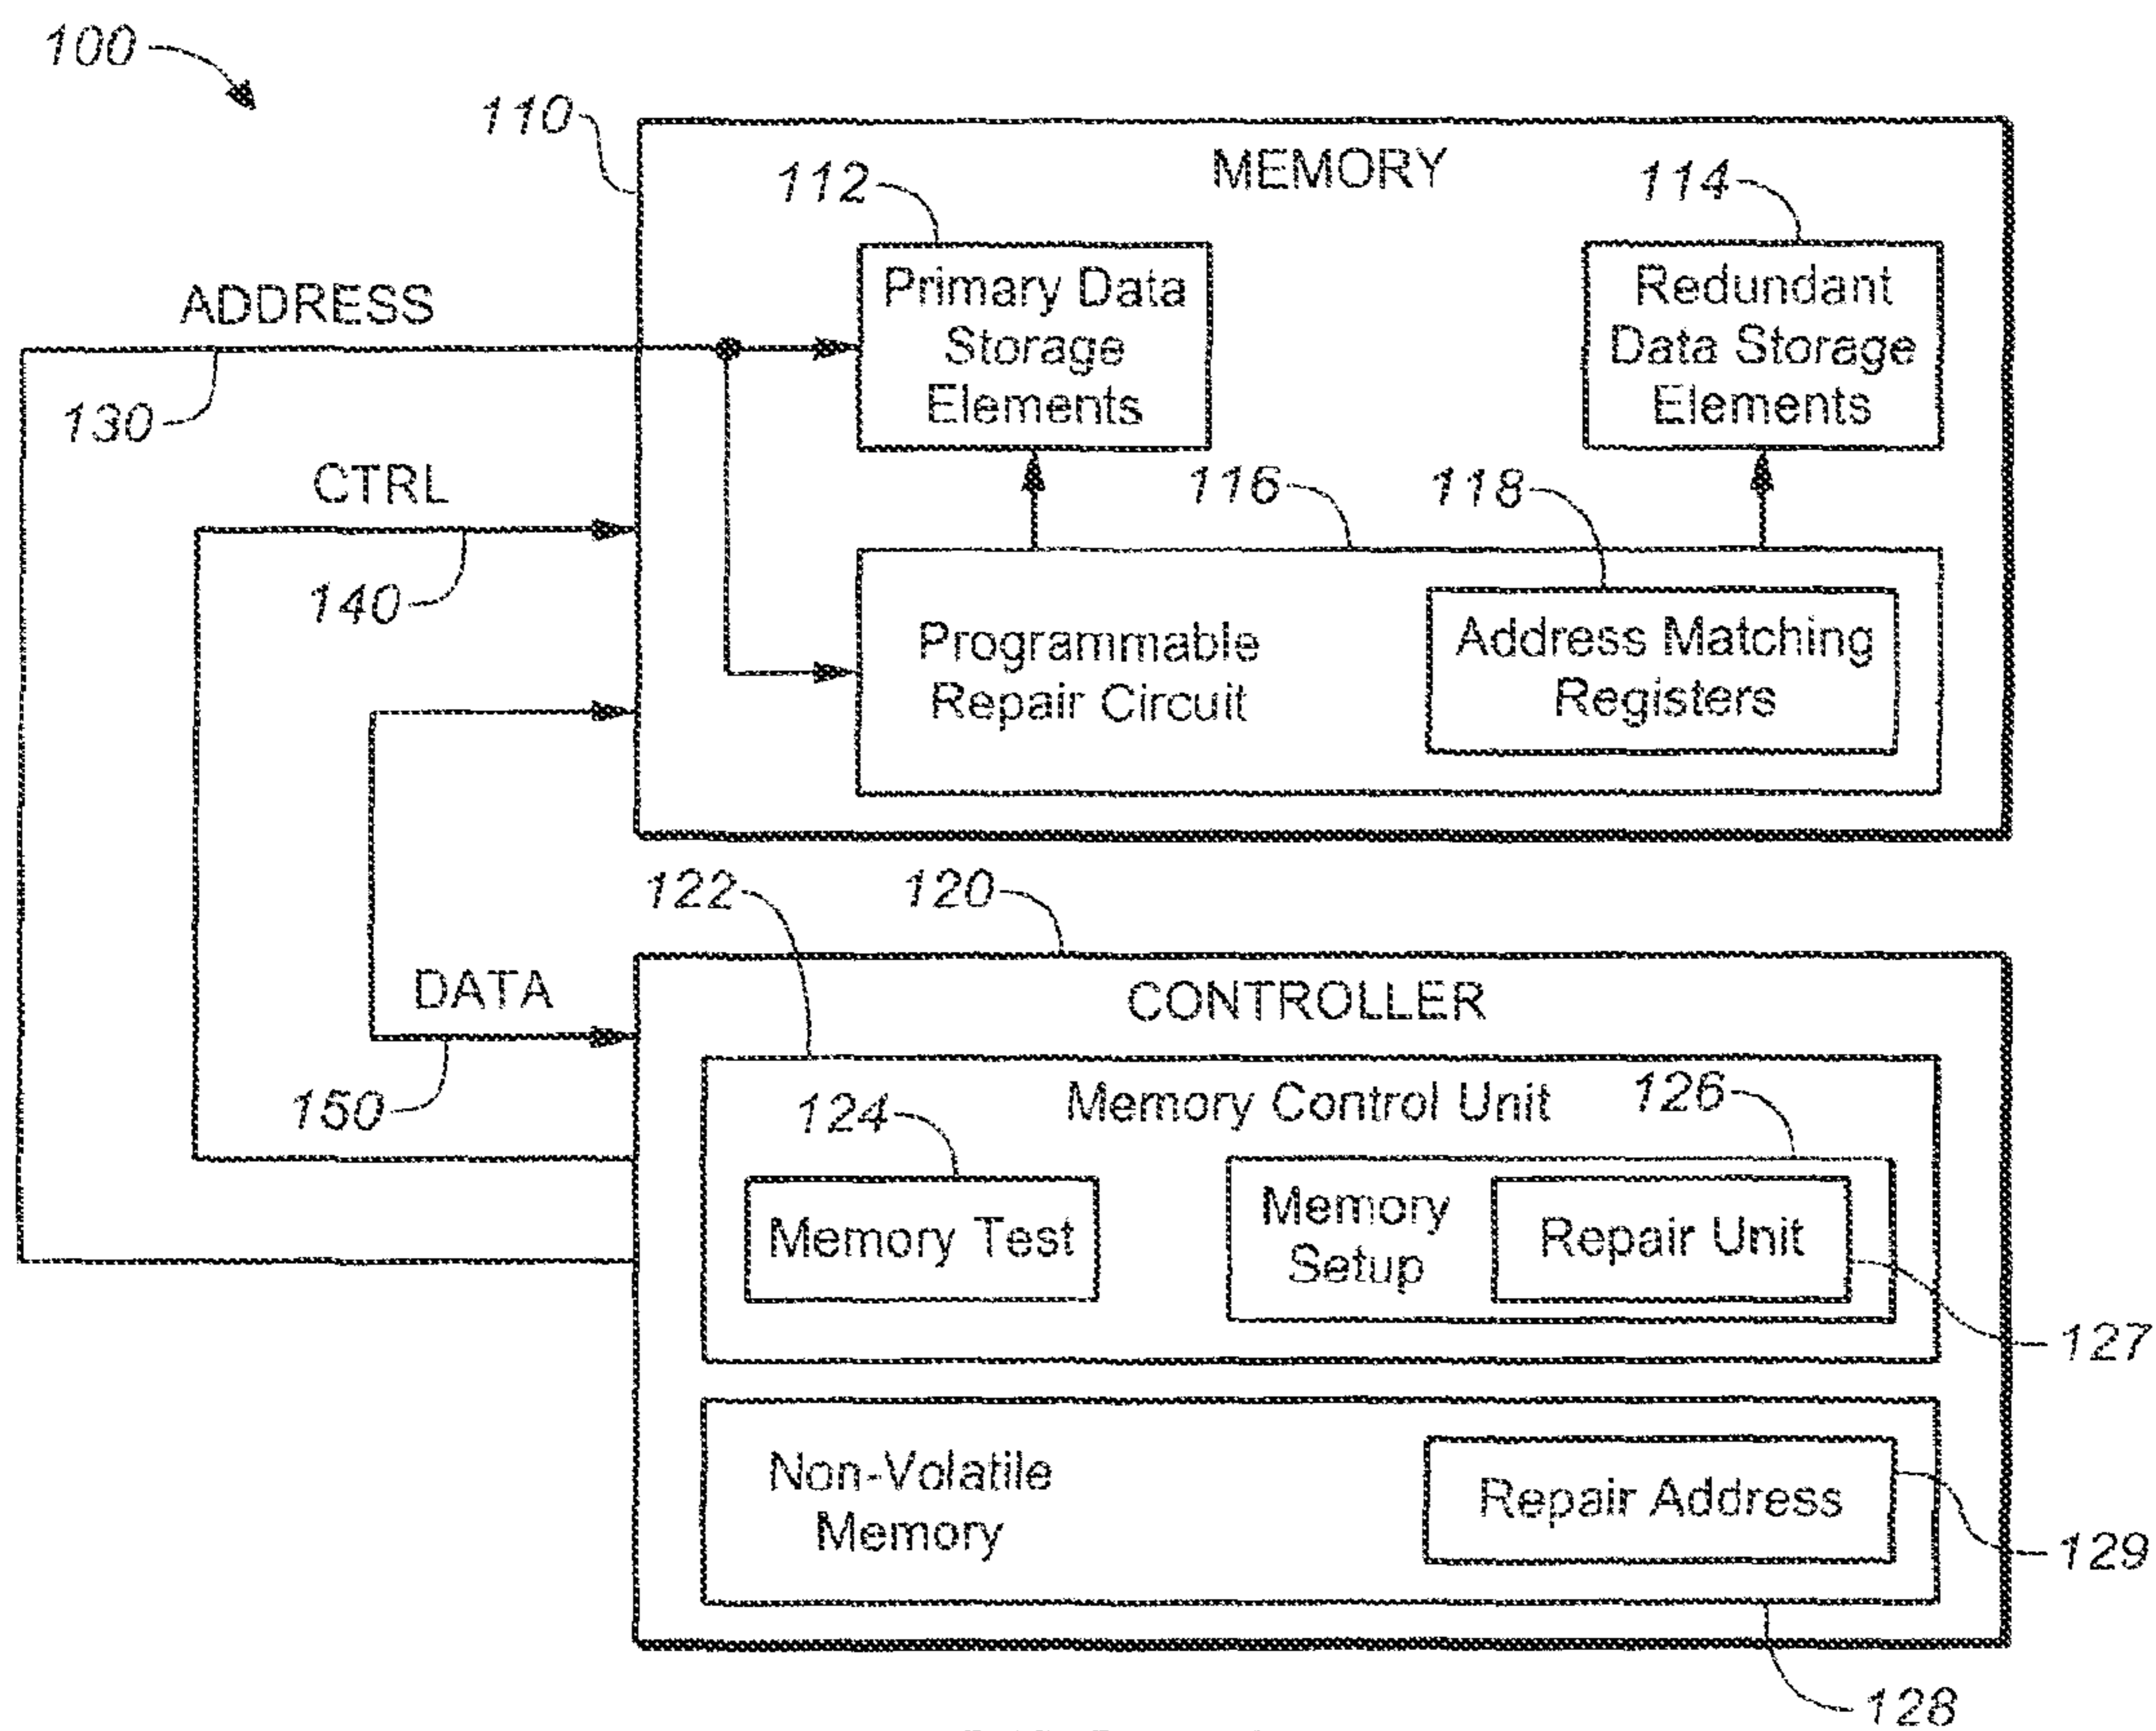 100
110
MEMORY
112
114
Primary Data
Storage
Elements
Redundant
Data Storage
Elements
ADDRESS
130
CTRL
140
116
118
Programmable
Repair Circuit
Address Matching
Registers
122
120
DATA
150
CONTROLLER
Memory Control Unit
124
126
Memory Test
Memory
Setup
Repair Unit
127
Non-Volatile
Memory
Repair Address
129
128